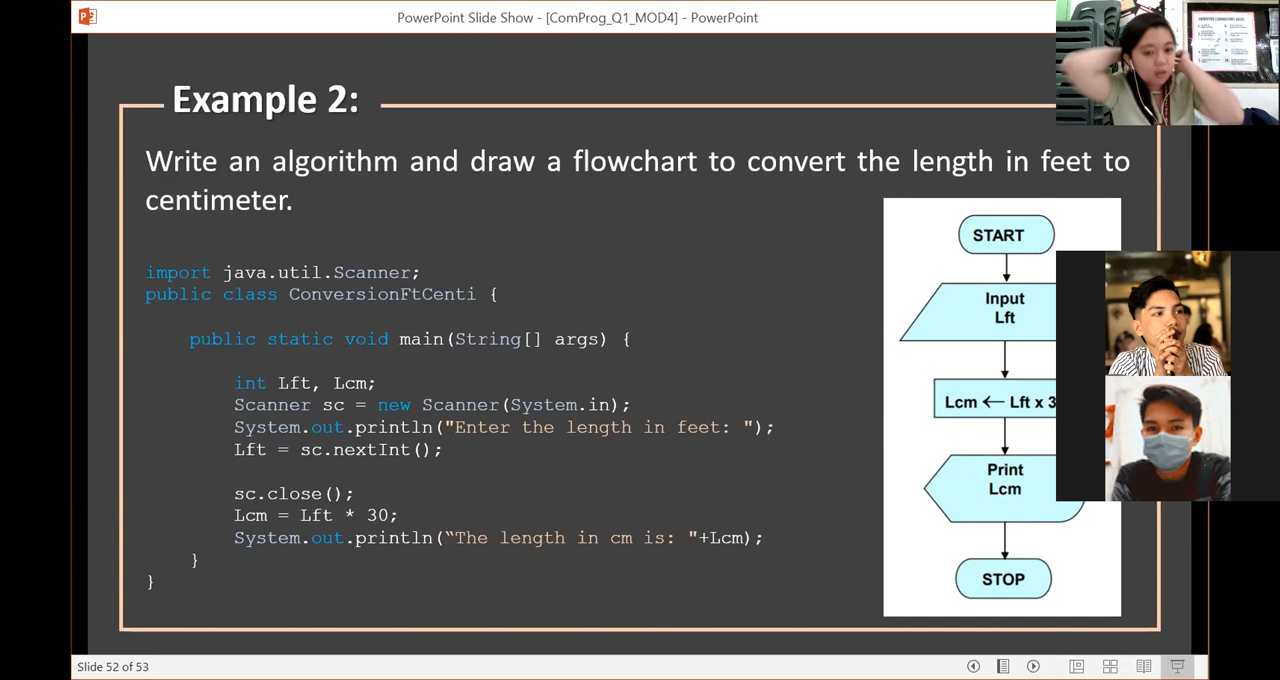 PowerPoint Slide Show - [ComProg_Q1_MOD4] - PowerPoint
Example 2:
Write an algorithm and draw a flowchart to convert the length in feet to
centimeter.
import java.util.Scanner;
public class ConversionFtCenti {
public static void main(String[] args) {
int Lft, Lcm;
Scanner sc = new Scanner(System.in);
System.out.println("Enter the length in feet: ");
Lft = sc.nextInt();
sc.close();
Lcm = Lft * 30;
System.out.println(“The length in cm is: "+Lcm);
}
}
START
Input
Lft
Lcm ← Lft x 3
Print
Lcm
STOP
Slide 52 of 53